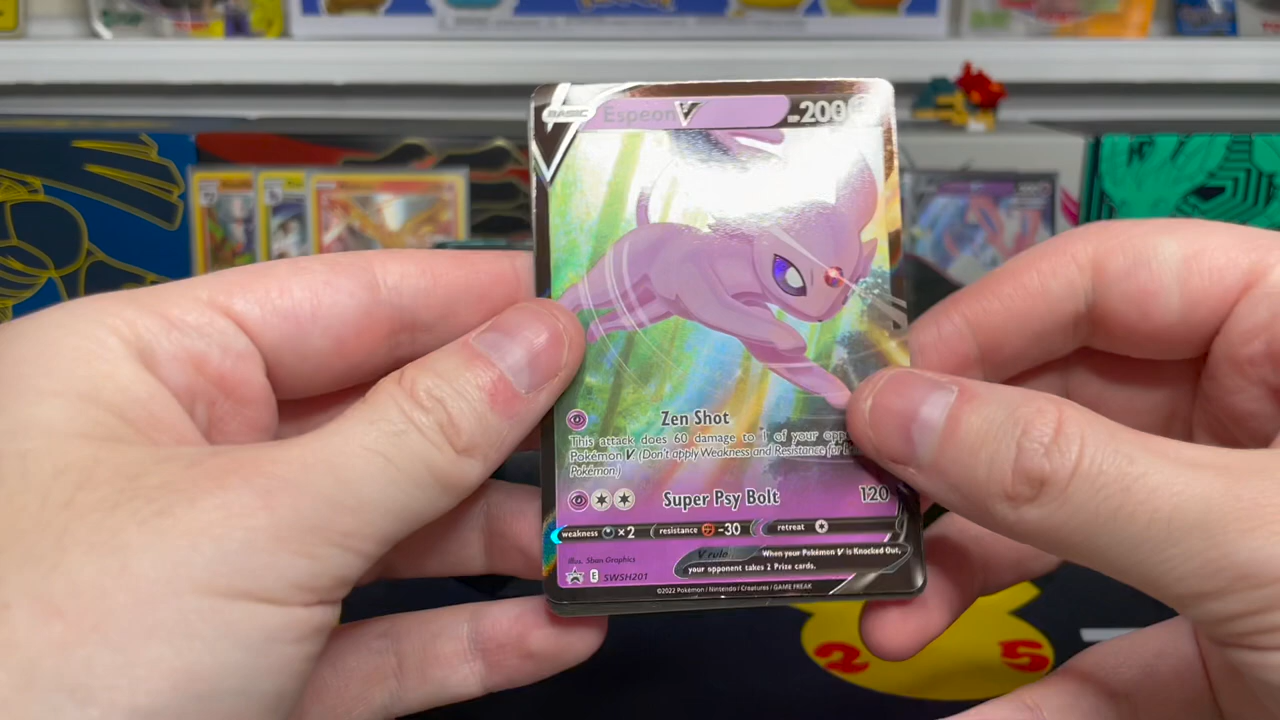 BASIC Espeon V HP 200
Zen Shot
This attack does 60 damage to 1 of your
Pokémon V. (Don't apply Weakness and Resistance for
Pokémon.)
Super Psy Bolt 120
weakness ×2 resistance -30 retreat
V rule When your Pokémon V is Knocked Out,
your opponent takes 2 Prize cards.
Illus. 5ban Graphics
E SWSH201
©2022 Pokémon / Nintendo / Creatures / GAME FREAK
2 5